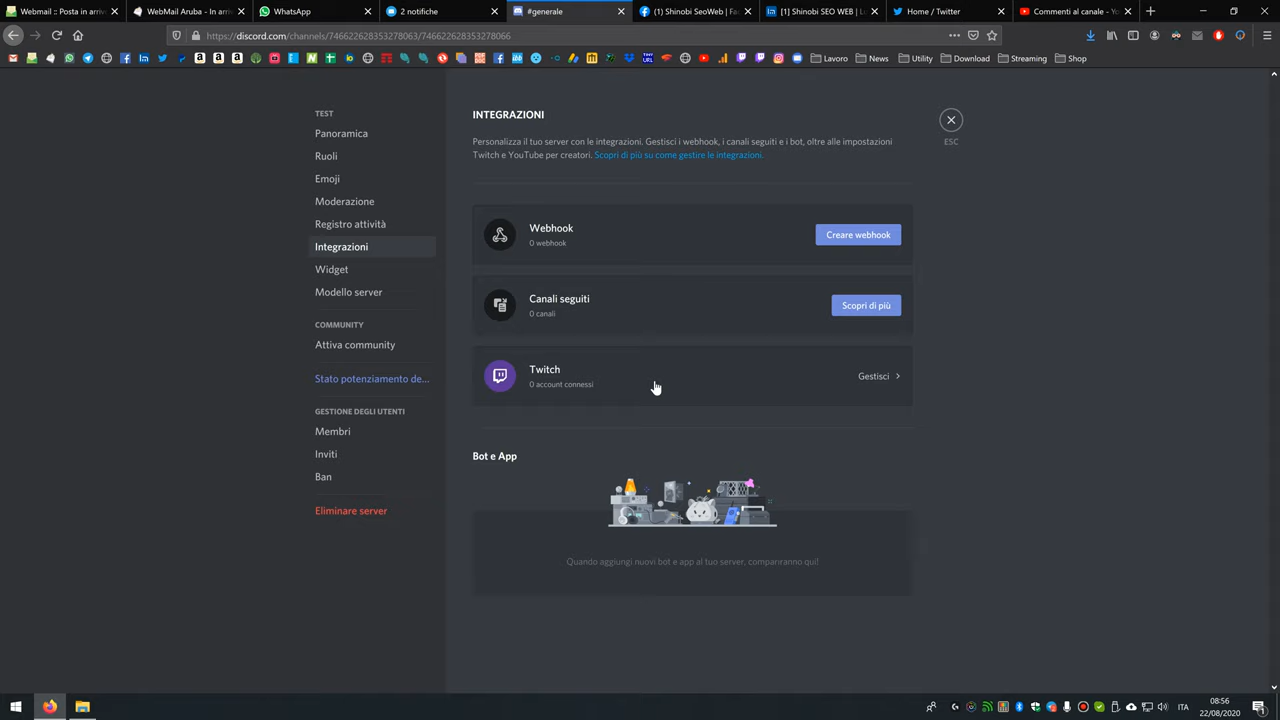 Webmail :: Posta in arrivo
WebMail Aruba - In arrivo
WhatsApp
2 notifiche
#generale
(1) Shinobi SeoWeb | Fac
[1] Shinobi SEO WEB | Lu
Home / Twitter
Commenti al canale - Yo
https://discord.com/channels/746622628353278063/746622628353278066
Lavoro
News
Utility
Download
Streaming
Shop
TEST
Panoramica
Ruoli
Emoji
Moderazione
Registro attività
Integrazioni
Widget
Modello server
COMMUNITY
Attiva community
Stato potenziamento de...
GESTIONE DEGLI UTENTI
Membri
Inviti
Ban
Eliminare server
INTEGRAZIONI
Personalizza il tuo server con le integrazioni. Gestisci i webhook, i canali seguiti e i bot, oltre alle impostazioni
Twitch e YouTube per creatori. Scopri di più su come gestire le integrazioni.
Webhook
0 webhook
Creare webhook
Canali seguiti
0 canali
Scopri di più
Twitch
0 account connessi
Gestisci
Bot e App
Quando aggiungi nuovi bot e app al tuo server, compariranno qui!
ESC
ITA
08:56
22/08/2020